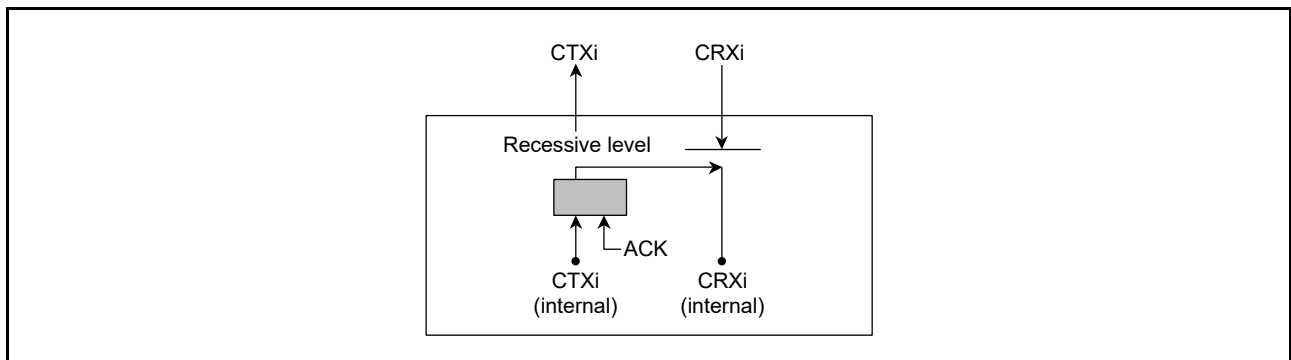 CTXi CRXi
Recessive level
ACK
CTXi CRXi
(internal) (internal)